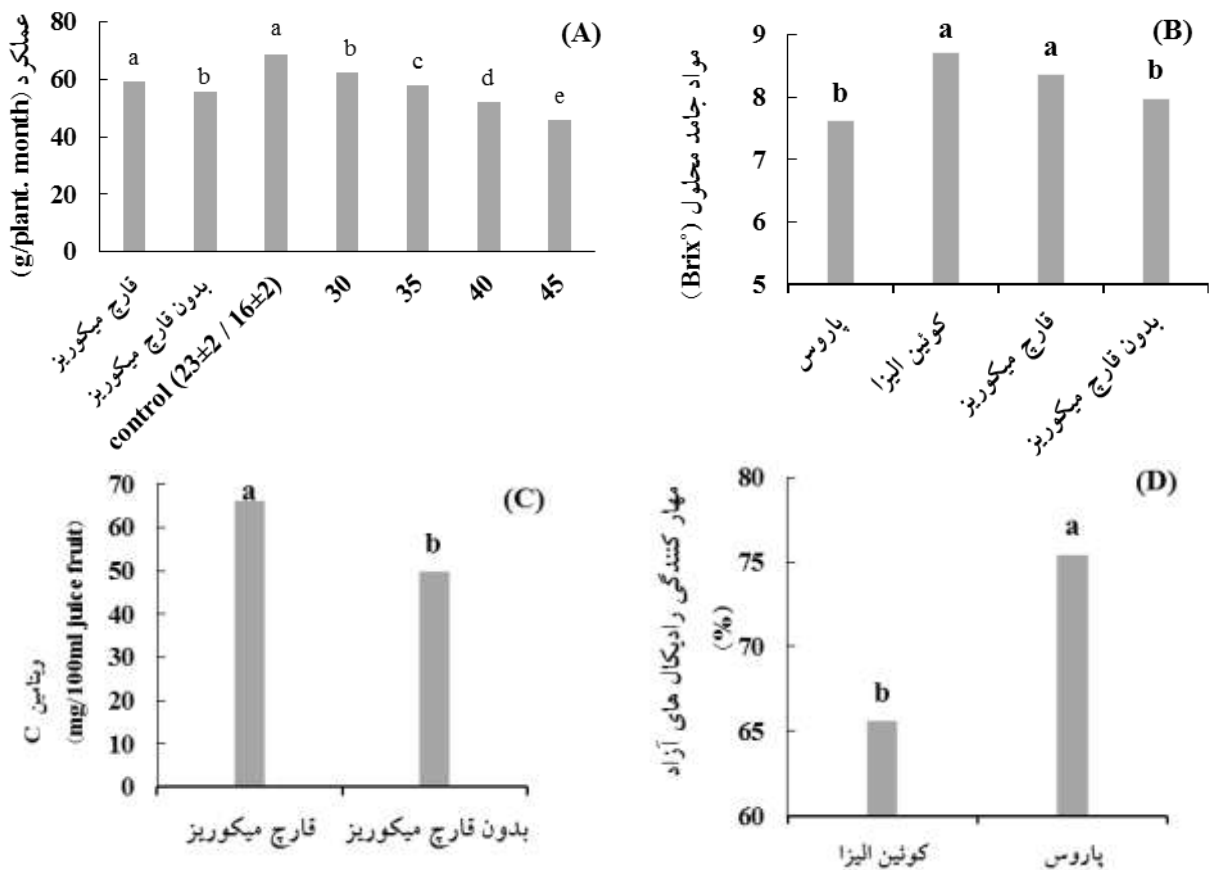 (A)
عملکرد (g/plant. month)
80
60
40
20
0
a
b
a
b
c
d
e
قارچ میکوریز
بدون قارچ میکوریز
control (23±2 / 16±2)
30
35
40
45
(B)
مواد جامد محلول (Brix°)
9
8
7
6
5
b
a
a
b
پاروس
کوئین الیزا
قارچ میکوریز
بدون قارچ میکوریز
(C)
ویتامین C
(mg/100ml juice fruit)
70
60
50
40
30
20
10
0
a
b
قارچ میکوریز
بدون قارچ میکوریز
(D)
مهار کنندگی رادیکال های آزاد
(%)
80
75
70
65
60
b
a
کوئین الیزا
پاروس